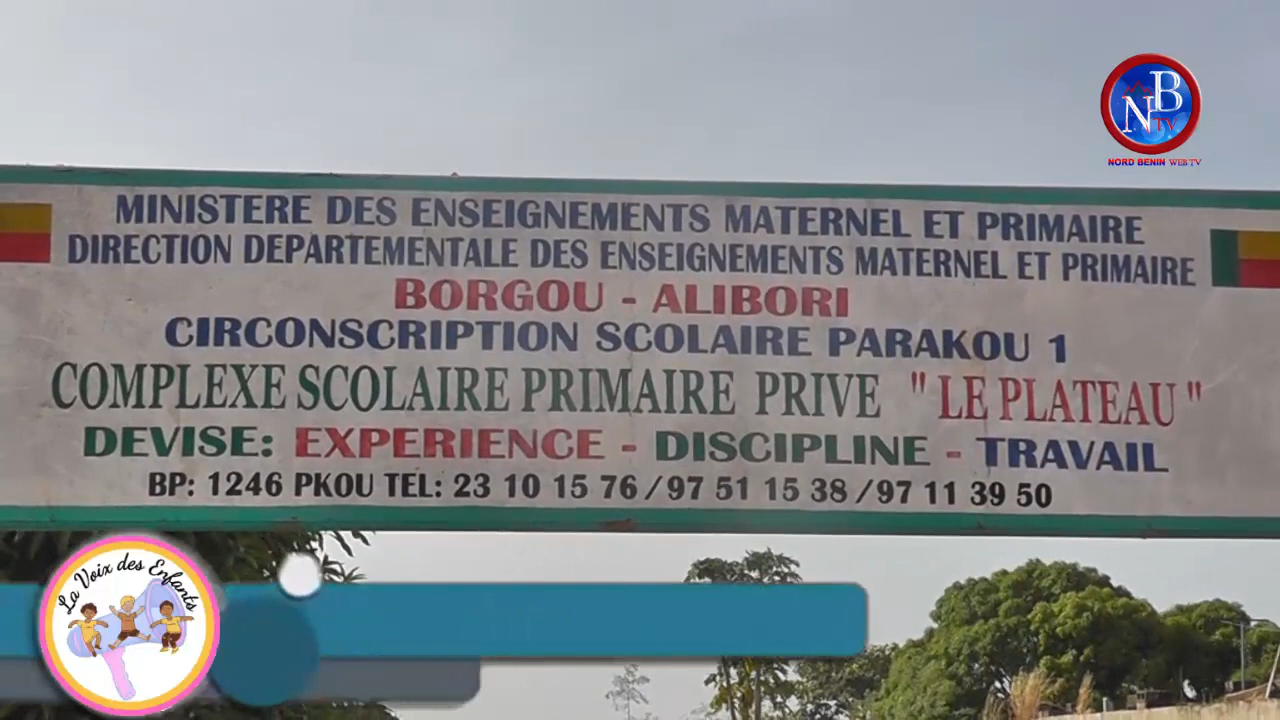 NB
TV
NORD BENIN WEB TV
MINISTERE DES ENSEIGNEMENTS MATERNEL ET PRIMAIRE
DIRECTION DEPARTEMENTALE DES ENSEIGNEMENTS MATERNEL ET PRIMAIRE
BORGOU - ALIBORI
CIRCONSCRIPTION SCOLAIRE PARAKOU 1
COMPLEXE SCOLAIRE PRIMAIRE PRIVE " LE PLATEAU "
DEVISE: EXPERIENCE - DISCIPLINE - TRAVAIL
BP: 1246 PKOU TEL: 23 10 15 76 / 97 51 15 38 / 97 11 39 50
La Voix des Enfants